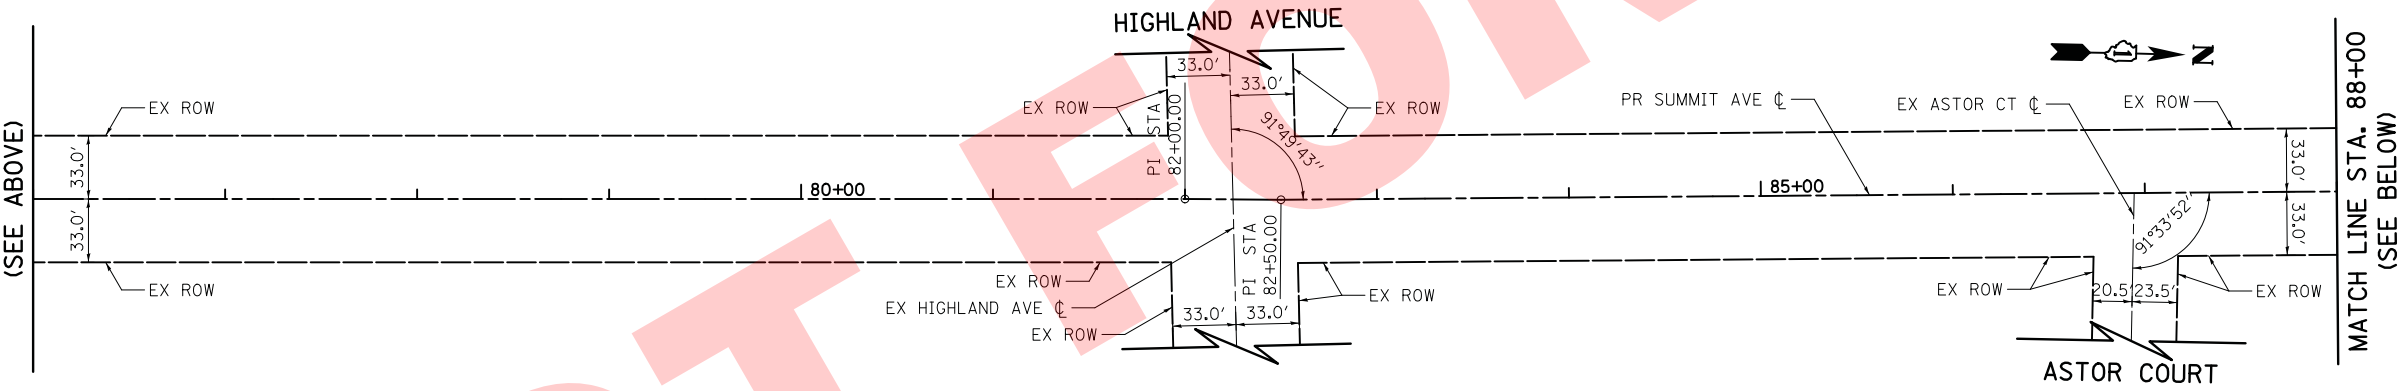 HIGHLAND AVENUE
(SEE ABOVE)
EX ROW
33.0'
33.0'
EX ROW
80+00
EX ROW
33.0'
33.0'
EX ROW
PI STA
82+00.00
91°49'43''
PI STA
82+50.00
EX ROW
EX HIGHLAND AVE ℄
EX ROW
33.0'
33.0'
EX ROW
PR SUMMIT AVE ℄
85+00
EX ASTOR CT ℄
EX ROW
N
91°33'52''
33.0'
33.0'
EX ROW
20.5'
23.5'
EX ROW
ASTOR COURT
MATCH LINE STA. 88+00
(SEE BELOW)